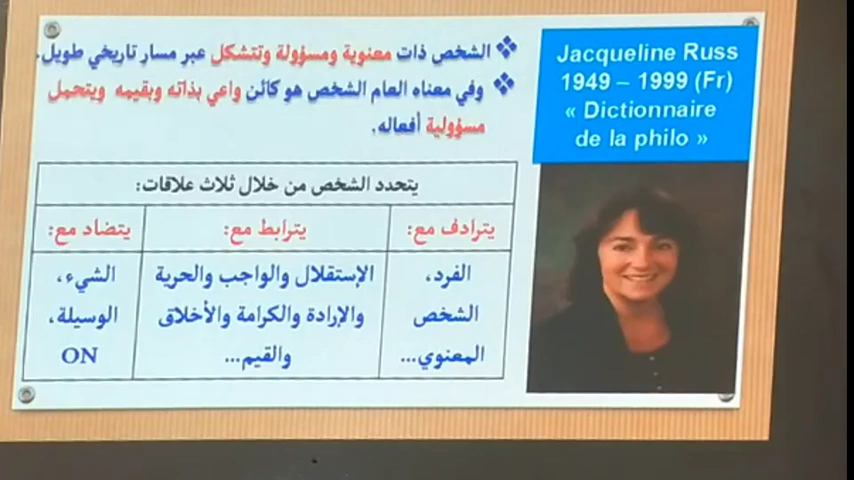 ❖ الشخص ذات معنوية ومسؤولة وتتشكل عبر مسار تاريخي طويل.
❖ وفي معناه العام الشخص هو كائن واعي بذاته وبقيمه ويتحمل
مسؤولية أفعاله.
Jacqueline Russ
1949 – 1999 (Fr)
« Dictionnaire
de la philo »
يتحدد الشخص من خلال ثلاث علاقات:
يترادف مع: يترابط مع: يتضاد مع:
الفرد، الإستقلال والواجب والحرية الشيء،
الشخص والإرادة والكرامة والأخلاق الوسيلة،
المعنوي... والقيم... ON